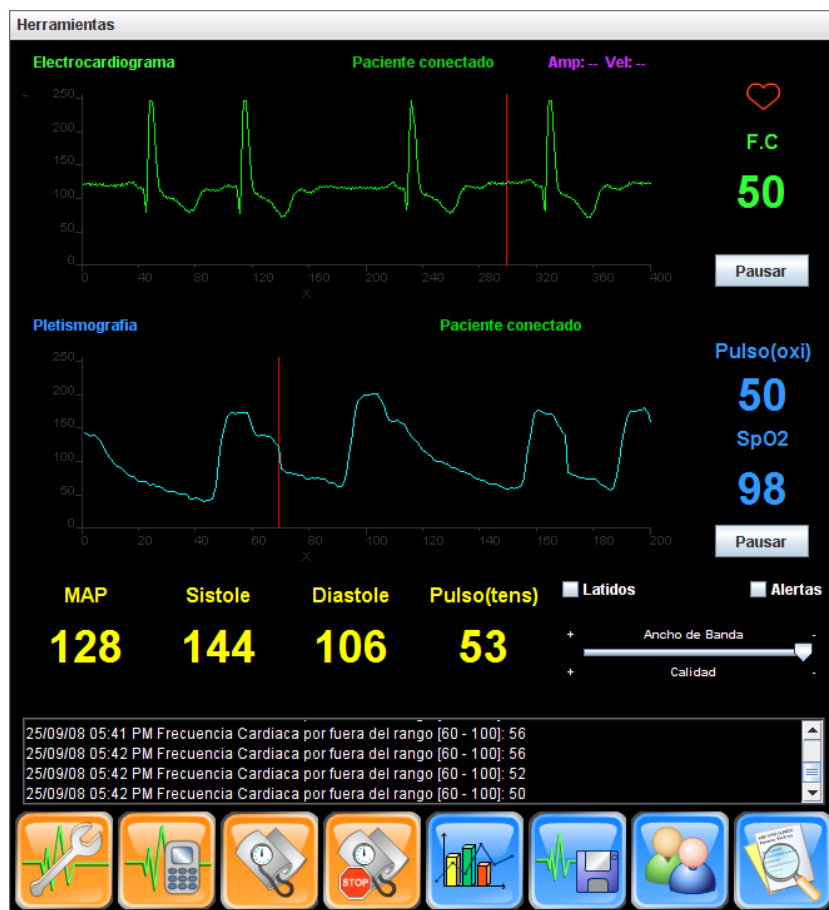 Herramientas
Electrocardiograma Paciente conectado Amp: -- Vel: --
250
200
150
100
50
0
0 40 80 120 160 200 240 280 320 360 400
X
F.C
50
Pausar
Pletismografia Paciente conectado
250
200
150
100
50
0
0 20 40 60 80 100 120 140 160 180 200
X
Pulso(oxi)
50
SpO2
98
Pausar
MAP Sistole Diastole Pulso(tens)
128 144 106 53
Latidos Alertas
+ Ancho de Banda -
+ Calidad -
25/09/08 05:41 PM Frecuencia Cardiaca por fuera del rango [60 - 100]: 56
25/09/08 05:42 PM Frecuencia Cardiaca por fuera del rango [60 - 100]: 56
25/09/08 05:42 PM Frecuencia Cardiaca por fuera del rango [60 - 100]: 52
25/09/08 05:42 PM Frecuencia Cardiaca por fuera del rango [60 - 100]: 50
STOP